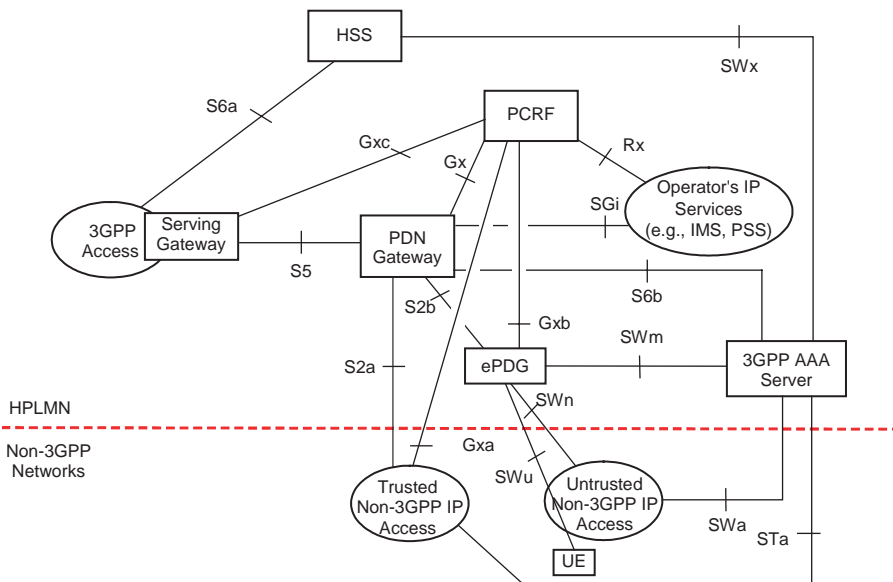 HSS
SWx
S6a
PCRF
Gxc
Gx
Rx
Operator's IP
Services
(e.g., IMS, PSS)
SGi
3GPP
Access
Serving
Gateway
PDN
Gateway
S5
S6b
S2b
Gxb
SWm
S2a
ePDG
3GPP AAA
Server
SWn
HPLMN
Non-3GPP
Networks
Gxa
SWu
Trusted
Non-3GPP IP
Access
Untrusted
Non-3GPP IP
Access
SWa
STa
UE